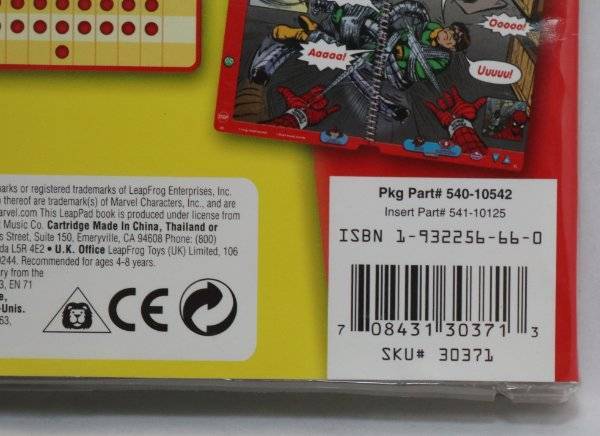 Ooooo!
Aaaaa!
Uuuuu!
STOP
arks or registered trademarks of LeapFrog Enterprises, Inc.
thereof are trademark(s) of Marvel Characters, Inc., and are
arvel.com This LeapPad book is produced under license from
t Music Co. Cartridge Made In China, Thailand or
s Street, Suite 150, Emeryville, CA 94608 Phone: (800)
da L5R 4E2 • U.K. Office LeapFrog Toys (UK) Limited, 106
0244. Recommended for ages 4-8 years.
ry from the
3, EN 71
e,
-Unis.
63,
CE
Pkg Part# 540-10542
Insert Part# 541-10125
ISBN 1-932256-66-0
7 08431 30371 3
SKU# 30371